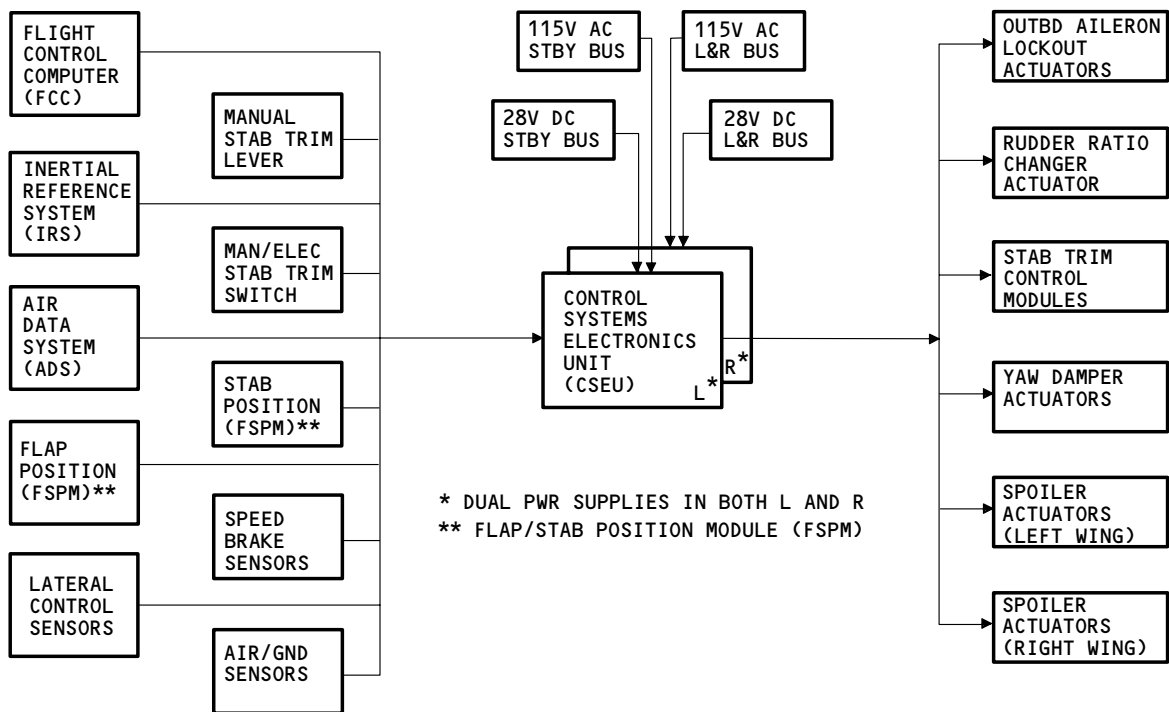 FLIGHT
CONTROL
COMPUTER
(FCC)
MANUAL
STAB TRIM
LEVER
INERTIAL
REFERENCE
SYSTEM
(IRS)
MAN/ELEC
STAB TRIM
SWITCH
AIR
DATA
SYSTEM
(ADS)
STAB
POSITION
(FSPM)**
FLAP
POSITION
(FSPM)**
SPEED
BRAKE
SENSORS
LATERAL
CONTROL
SENSORS
AIR/GND
SENSORS
115V AC
STBY BUS
115V AC
L&R BUS
28V DC
STBY BUS
28V DC
L&R BUS
CONTROL
SYSTEMS
ELECTRONICS
UNIT
(CSEU)
L*
R*
* DUAL PWR SUPPLIES IN BOTH L AND R
** FLAP/STAB POSITION MODULE (FSPM)
OUTBD AILERON
LOCKOUT
ACTUATORS
RUDDER RATIO
CHANGER
ACTUATOR
STAB TRIM
CONTROL
MODULES
YAW DAMPER
ACTUATORS
SPOILER
ACTUATORS
(LEFT WING)
SPOILER
ACTUATORS
(RIGHT WING)